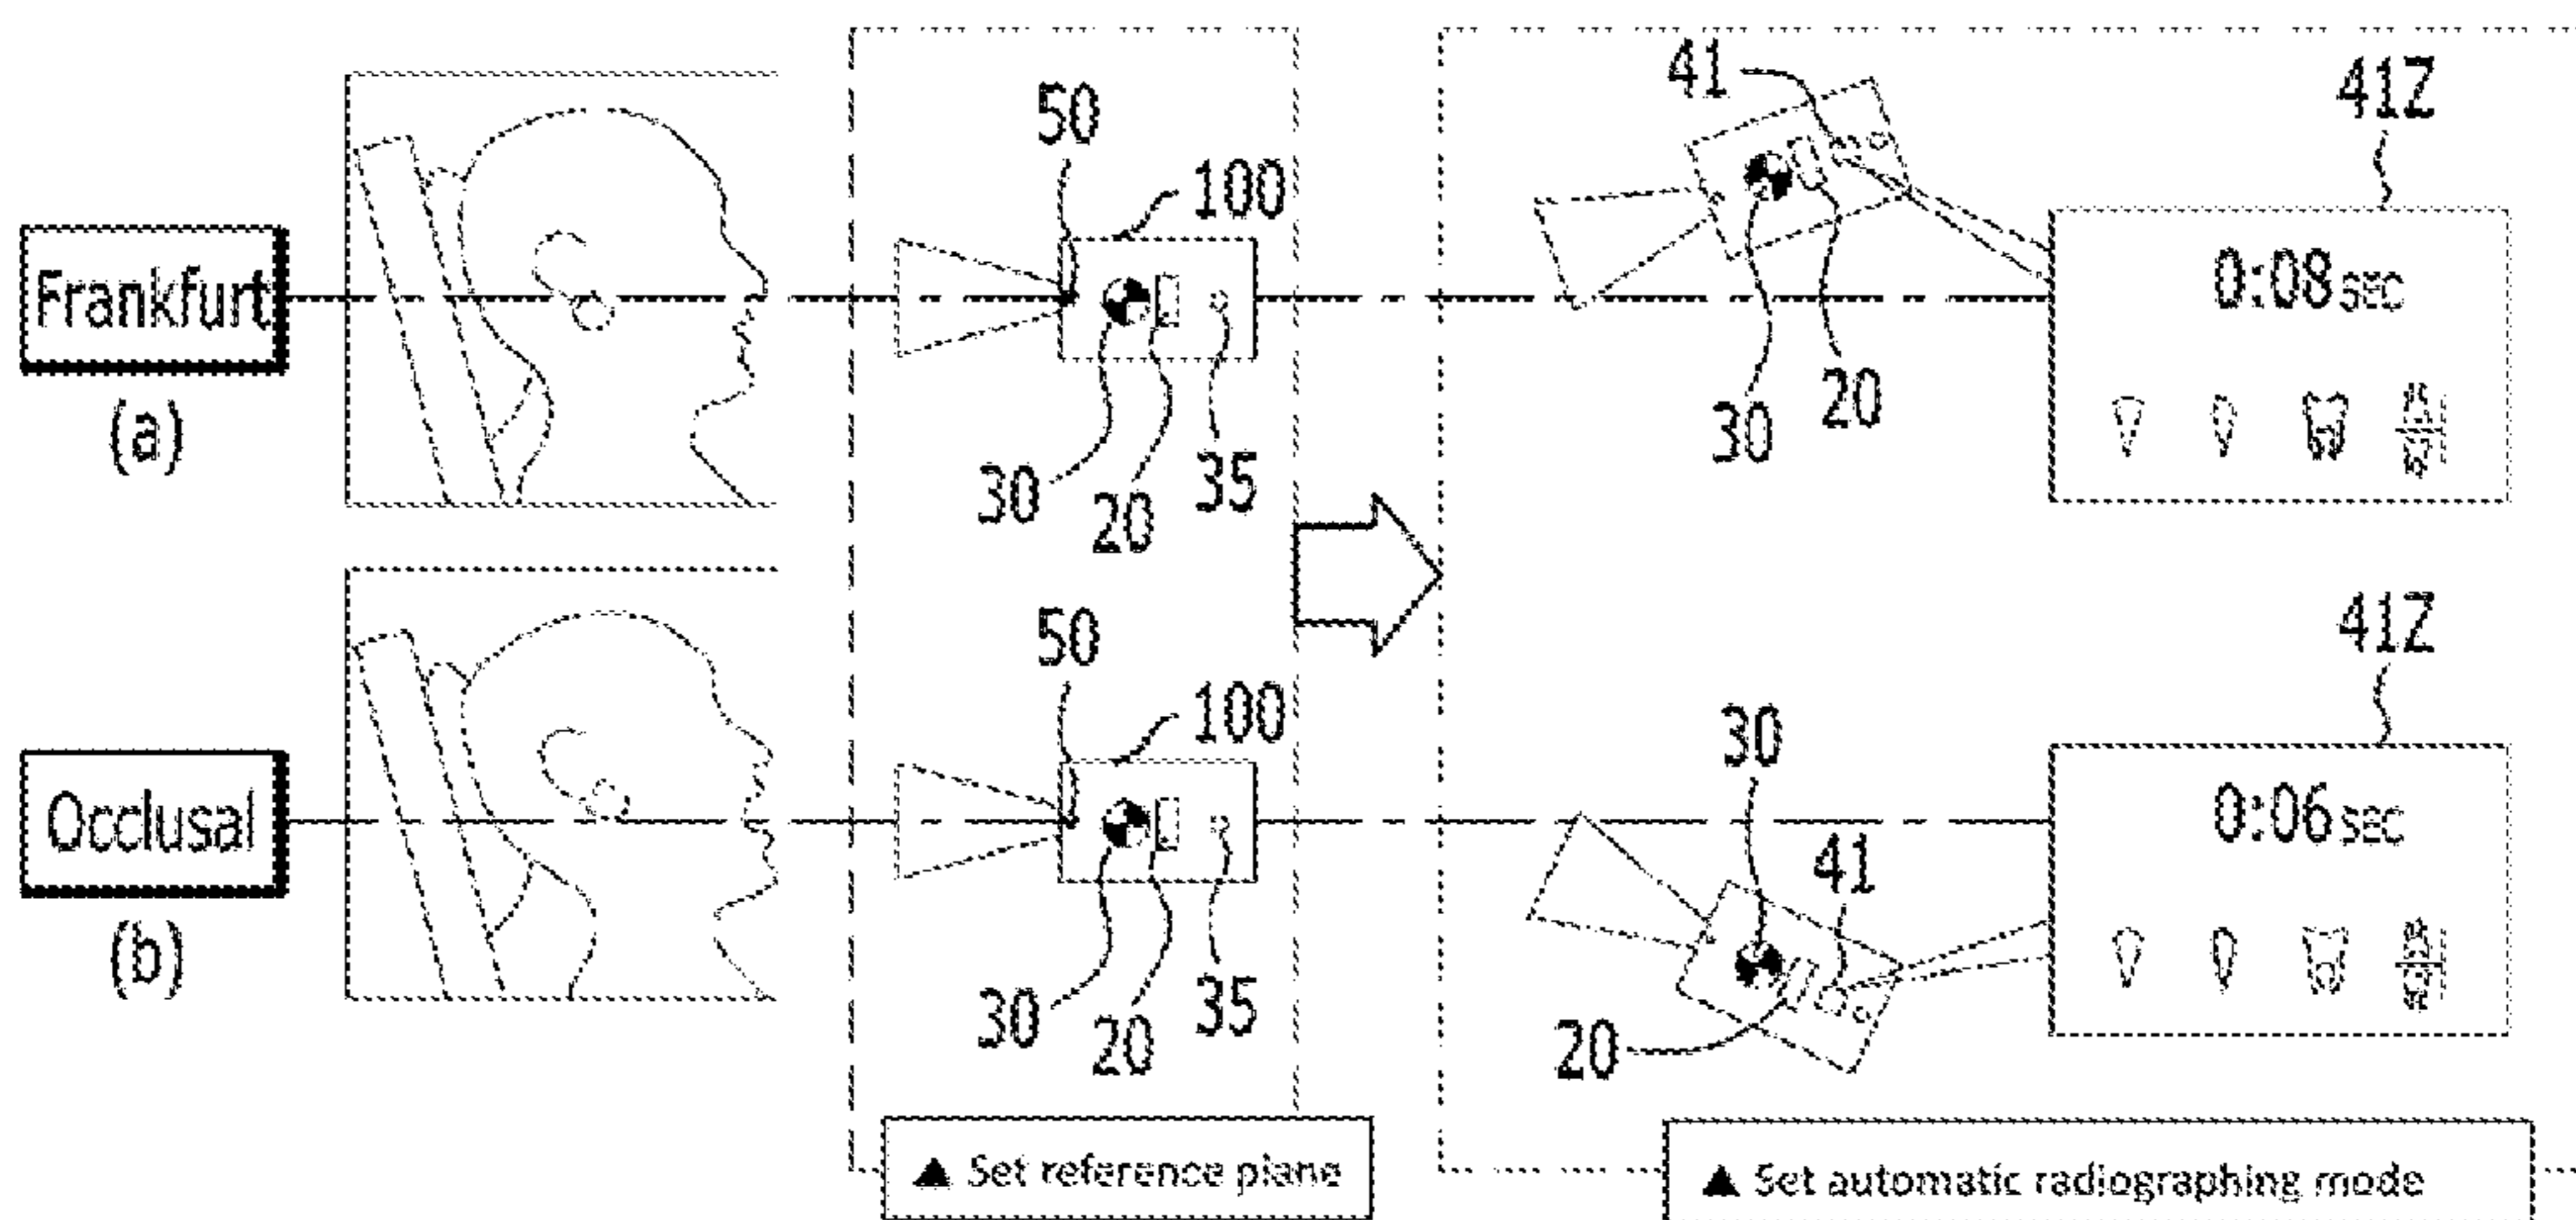 41
41Z
50
100
Frankfurt
0:08 SEC
(a)
30
20
35
30
20
50
41Z
100
30
Occlusal
0:06 SEC
41
(b)
30
20
35
20
▲ Set reference plane
▲ Set automatic radiographing mode